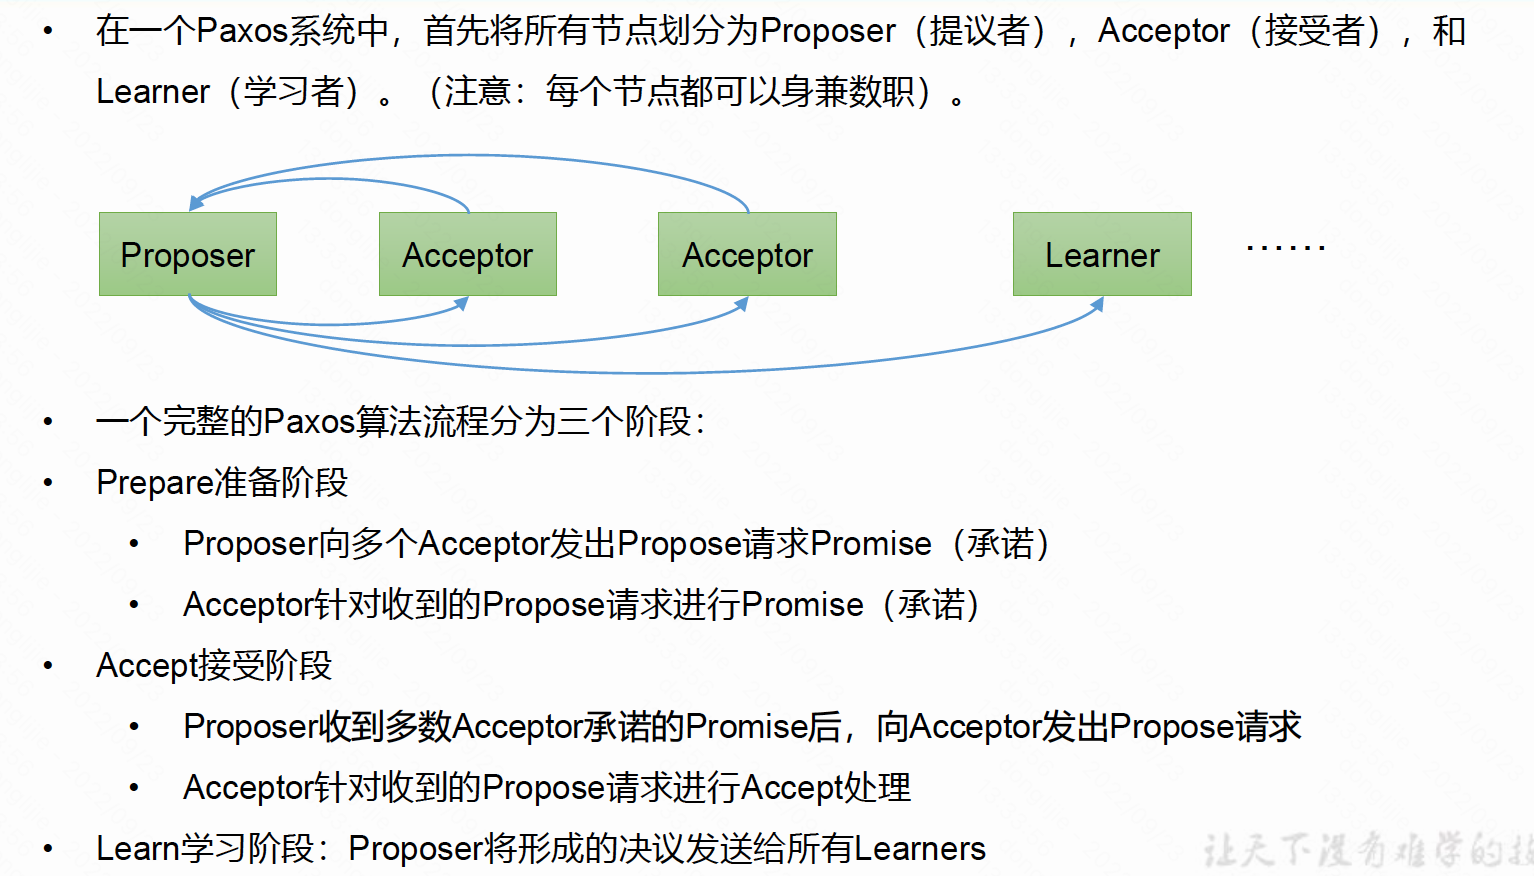 • 在一个Paxos系统中，首先将所有节点划分为Proposer（提议者），Acceptor（接受者），和
Learner（学习者）。（注意：每个节点都可以身兼数职）。
Proposer
Acceptor
Acceptor
Learner
······
• 一个完整的Paxos算法流程分为三个阶段：
• Prepare准备阶段
• Proposer向多个Acceptor发出Propose请求Promise（承诺）
• Acceptor针对收到的Propose请求进行Promise（承诺）
• Accept接受阶段
• Proposer收到多数Acceptor承诺的Promise后，向Acceptor发出Propose请求
• Acceptor针对收到的Propose请求进行Accept处理
• Learn学习阶段：Proposer将形成的决议发送给所有Learners
让天下没有难学的技